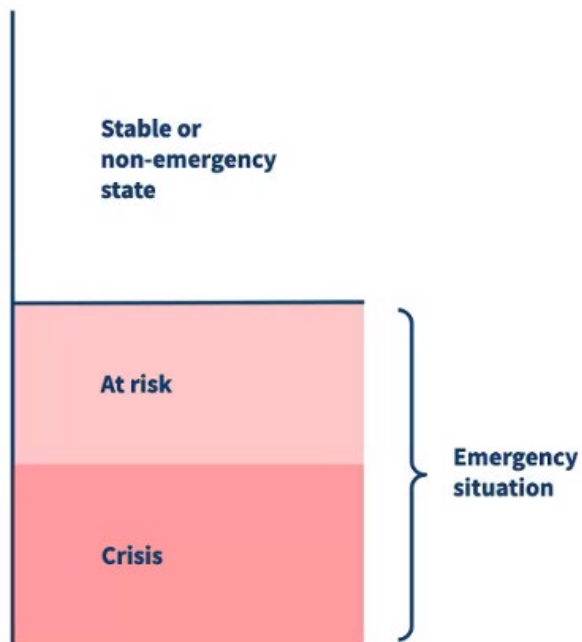 Stable or
non-emergency
state
At risk
Emergency
situation
Crisis